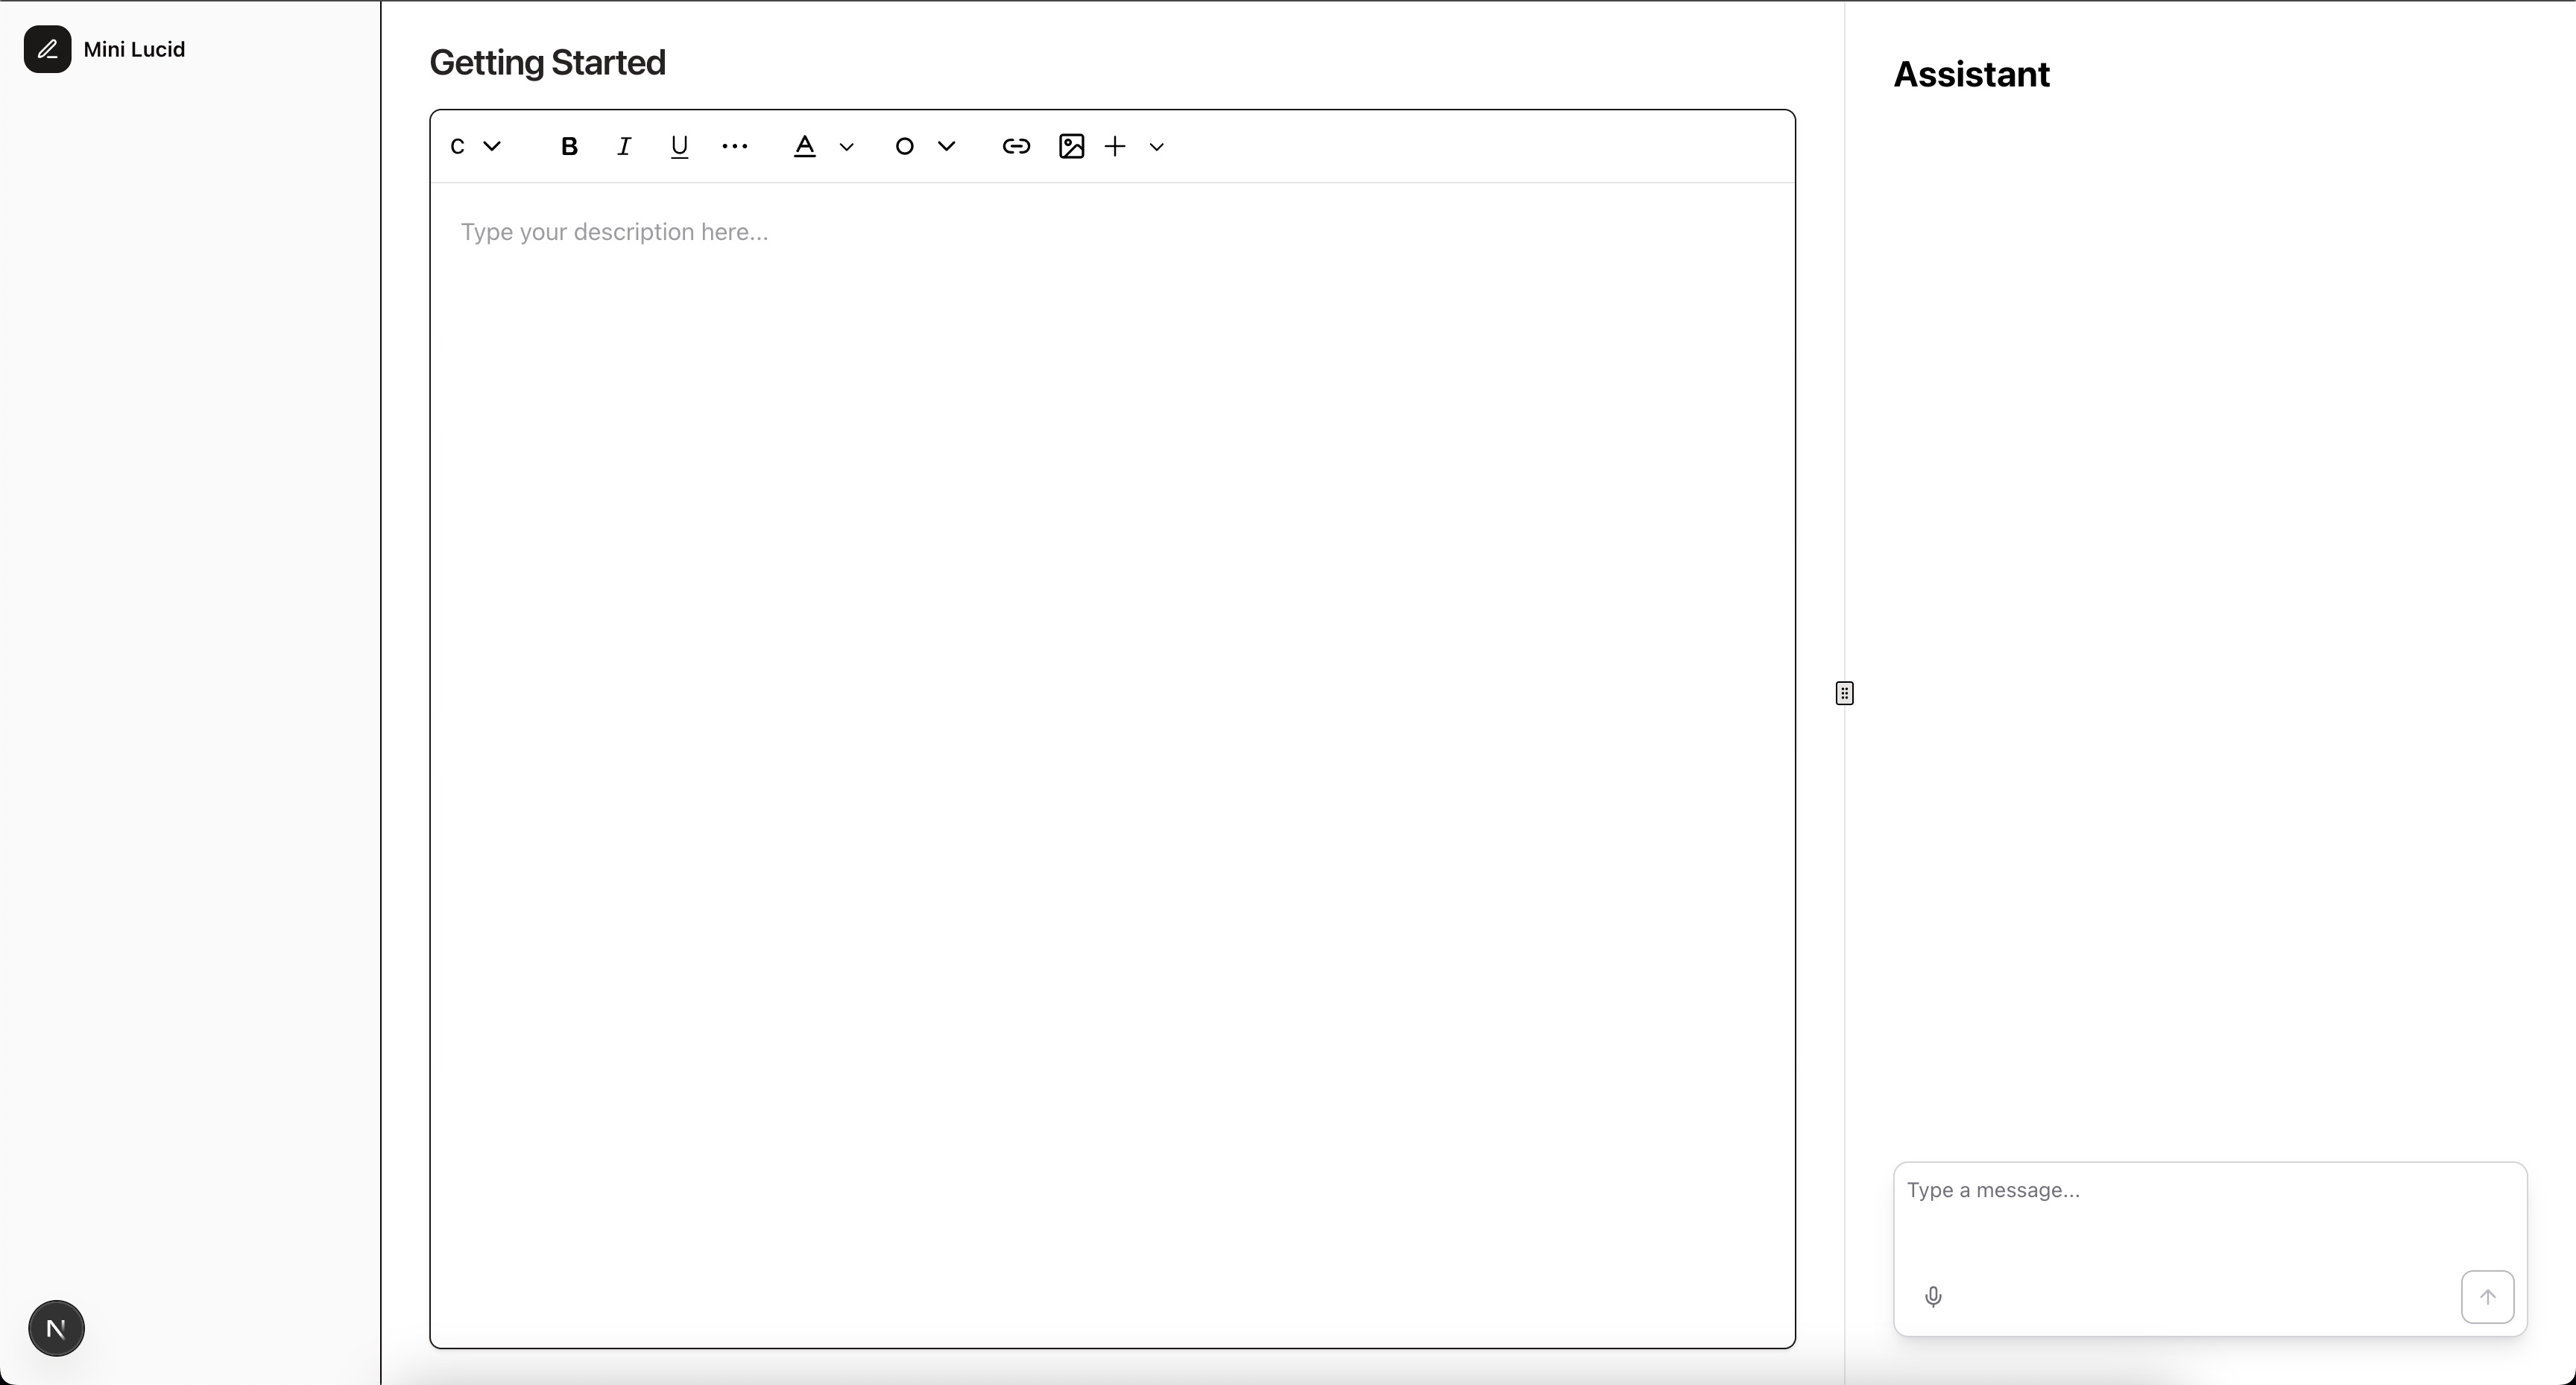 Mini Lucid
Getting Started
Assistant
Type your description here...
Type a message...
N